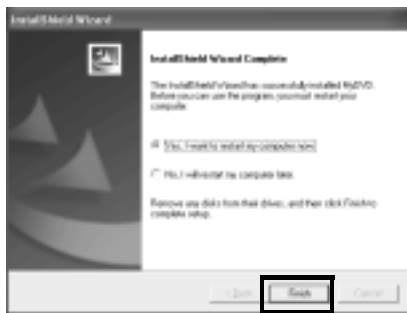 InstallShield Wizard
InstallShield Wizard Complete
The InstallShield Wizard has successfully installed MyDVD.
Before you can use the program, you must restart your
computer.
Yes, I want to restart my computer now.
No, I will restart my computer later.
Remove any disks from their drives, and then click Finish to
complete setup.
< Back
Finish
Cancel